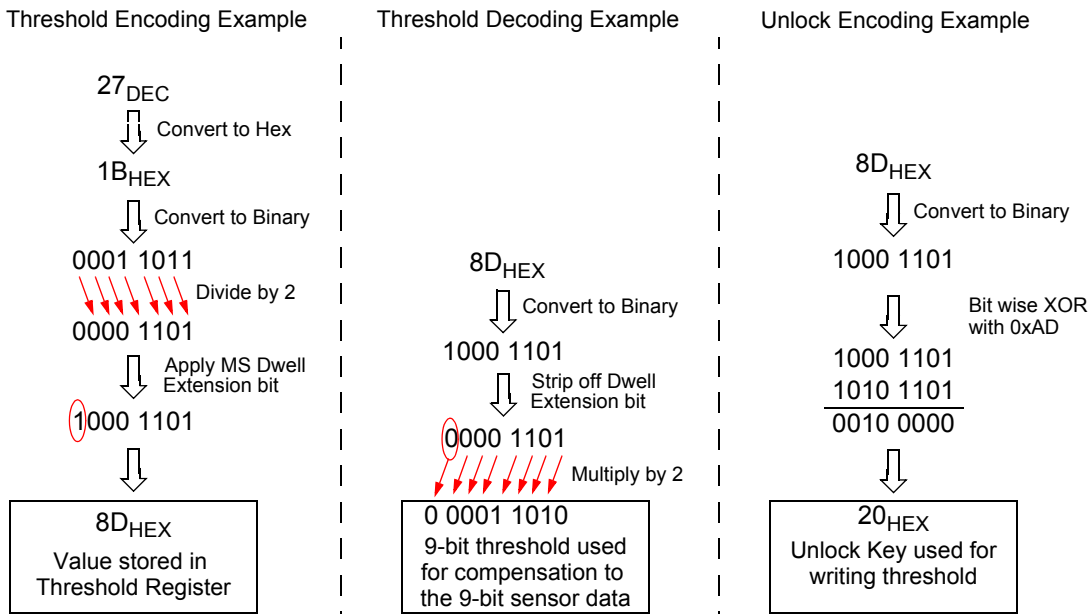 Threshold Encoding Example
27DEC
Convert to Hex
1BHEX
Convert to Binary
0001 1011
Divide by 2
0000 1101
Apply MS Dwell
Extension bit
1000 1101
8DHEX
Value stored in
Threshold Register
Threshold Decoding Example
8DHEX
Convert to Binary
1000 1101
Strip off Dwell
Extension bit
0000 1101
Multiply by 2
0 0001 1010
9-bit threshold used
for compensation to
the 9-bit sensor data
Unlock Encoding Example
8DHEX
Convert to Binary
1000 1101
Bit wise XOR
with 0xAD
1000 1101
1010 1101
0010 0000
20HEX
Unlock Key used for
writing threshold